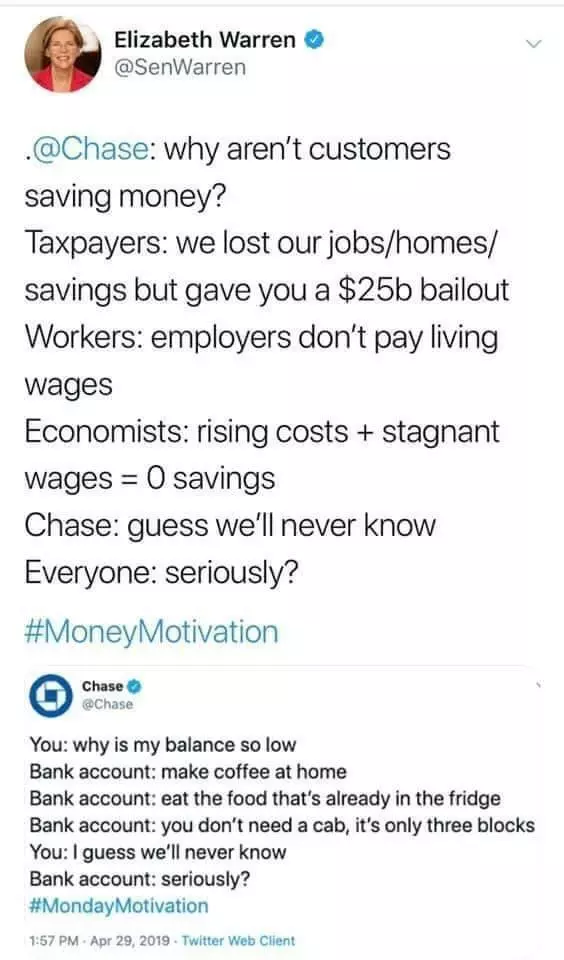 Elizabeth Warren
@SenWarren
.@Chase: why aren't customers
saving money?
Taxpayers: we lost our jobs/homes/
savings but gave you a $25b bailout
Workers: employers don't pay living
wages
Economists: rising costs + stagnant
wages = 0 savings
Chase: guess we'll never know
Everyone: seriously?
#MoneyMotivation
Chase
@Chase
You: why is my balance so low
Bank account: make coffee at home
Bank account: eat the food that's already in the fridge
Bank account: you don't need a cab, it's only three blocks
You: I guess we'll never know
Bank account: seriously?
#MondayMotivation
1:57 PM · Apr 29, 2019 · Twitter Web Client